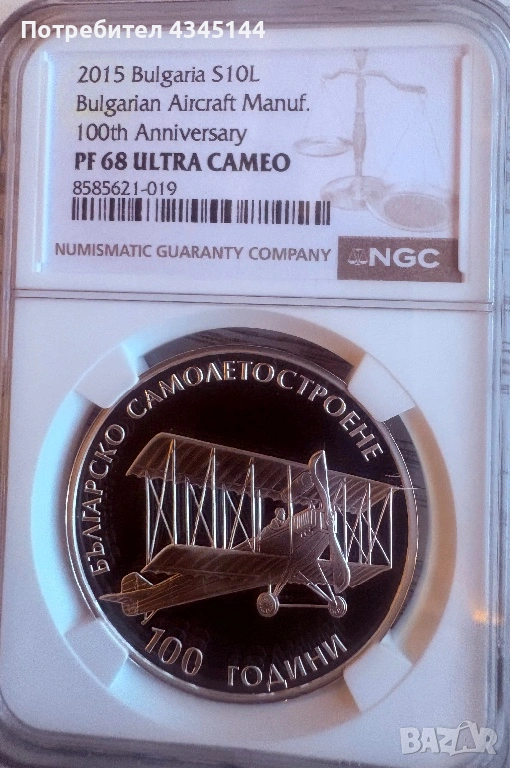 Потребител 4345144
2015 Bulgaria S10L
Bulgarian Aircraft Manuf.
100th Anniversary
PF 68 ULTRA CAMEO
8585621-019
NUMISMATIC GUARANTY COMPANY
NGC
БЪЛГАРСКО САМОЛЕТОСТРОЕНЕ
100 ГОДИНИ
BAZAR